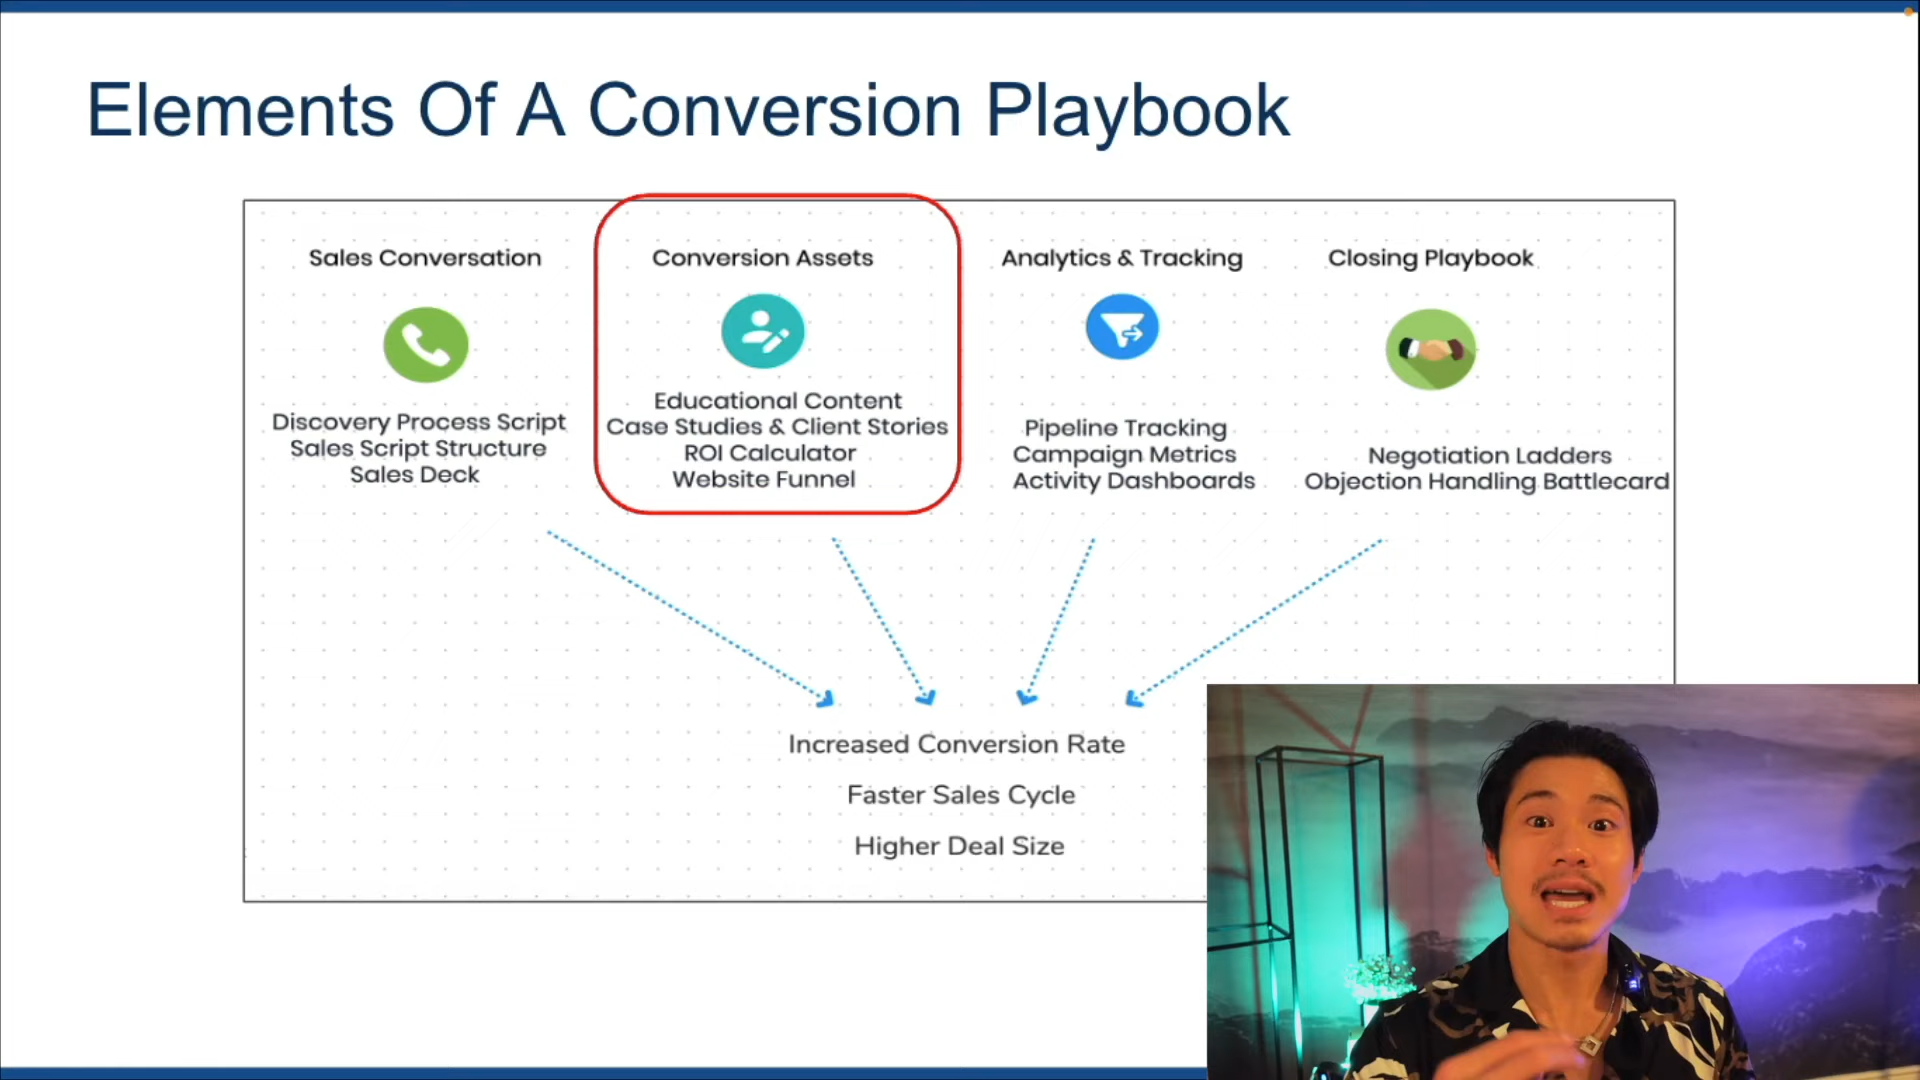 Elements Of A Conversion Playbook
Sales Conversation
Discovery Process Script
Sales Script Structure
Sales Deck
Conversion Assets
Educational Content
Case Studies & Client Stories
ROI Calculator
Website Funnel
Analytics & Tracking
Pipeline Tracking
Campaign Metrics
Activity Dashboards
Closing Playbook
Negotiation Ladders
Objection Handling Battlecard
Increased Conversion Rate
Faster Sales Cycle
Higher Deal Size